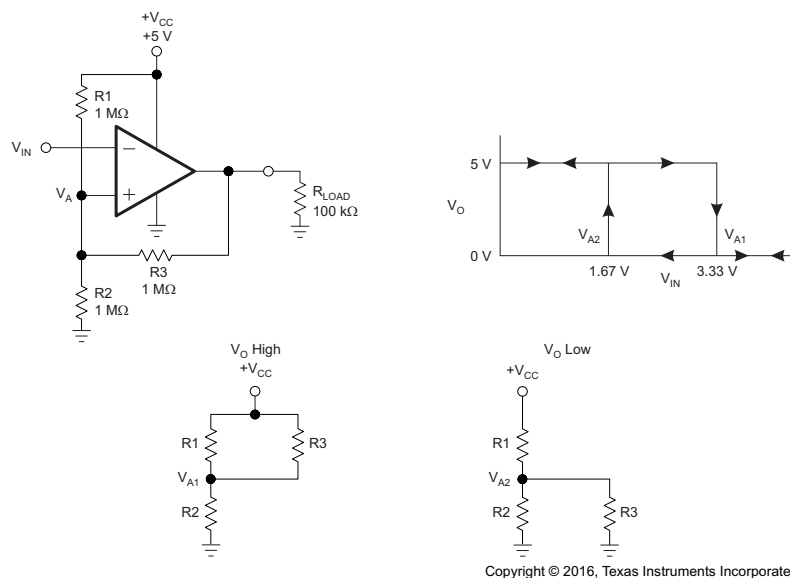 +VCC
+5 V
R1
1 MΩ
VIN
VA
RLOAD
100 kΩ
R3
1 MΩ
R2
1 MΩ
5 V
VO
VA2
VA1
0 V
1.67 V
VIN
3.33 V
VO High
+VCC
R1
R3
VA1
R2
VO Low
+VCC
R1
VA2
R2
R3
Copyright © 2016, Texas Instruments Incorporate